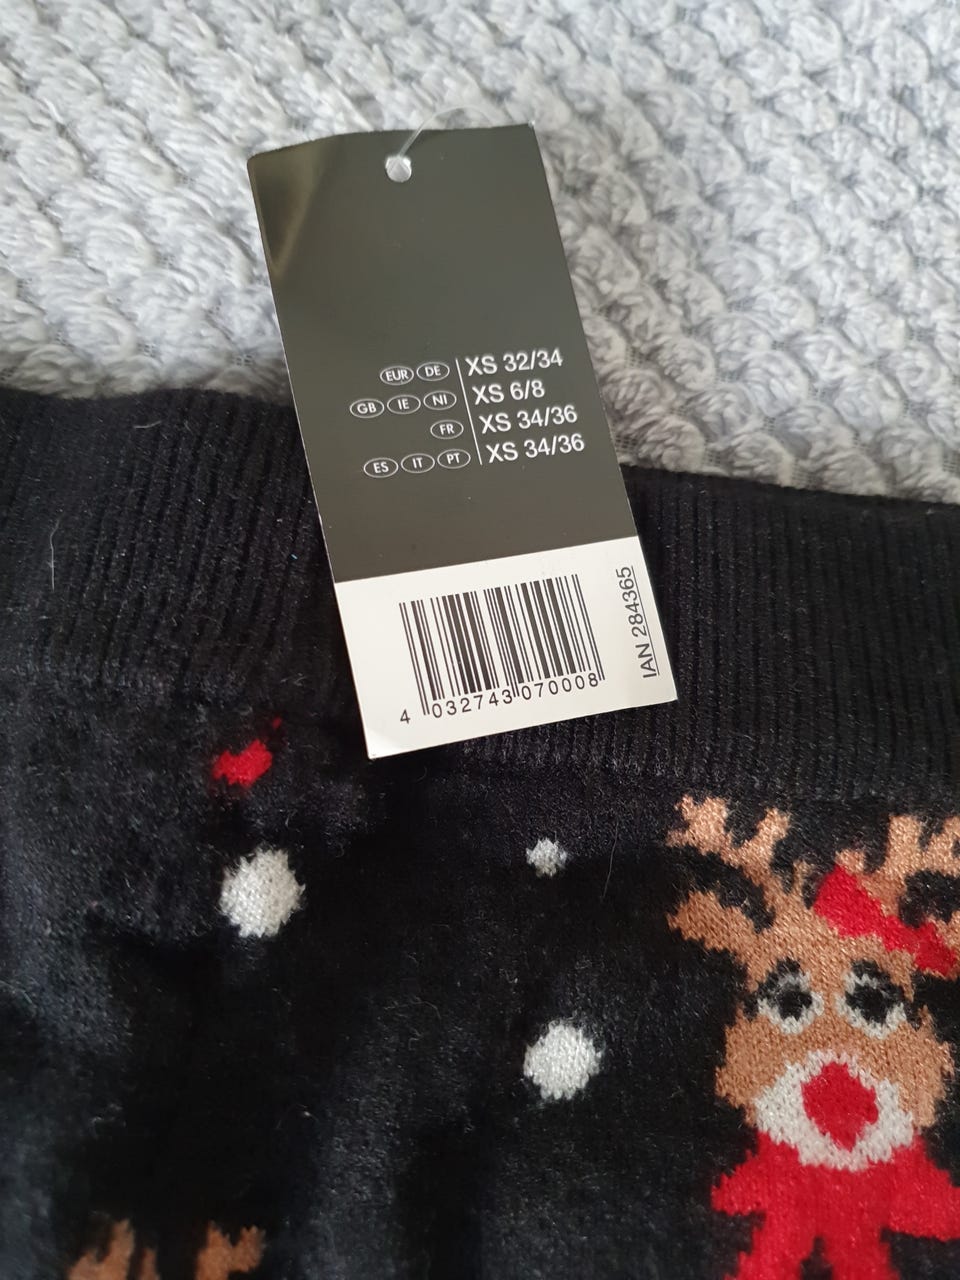 EUR DE XS 32/34
GB IE NI XS 6/8
FR XS 34/36
ES IT PT XS 34/36
4 032743 070008
IAN 284365